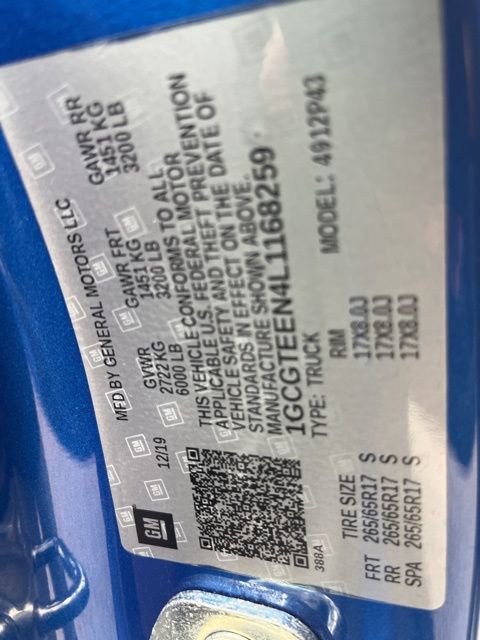 GM
MFD BY GENERAL MOTORS LLC
12/19
GVWR GAWR FRT GAWR RR
2722 KG 1451 KG 1451 KG
6000 LB 3200 LB 3200 LB
THIS VEHICLE CONFORMS TO ALL
APPLICABLE U.S. FEDERAL MOTOR
VEHICLE SAFETY AND THEFT PREVENTION
STANDARDS IN EFFECT ON THE DATE OF
MANUFACTURE SHOWN ABOVE.
1GCGTEEN4L1168259
TYPE: TRUCK MODEL: 4912P43
388A
TIRE SIZE RIM
FRT 265/65R17 S 17X8.0J
RR 265/65R17 S 17X8.0J
SPA 265/65R17 S 17X8.0J